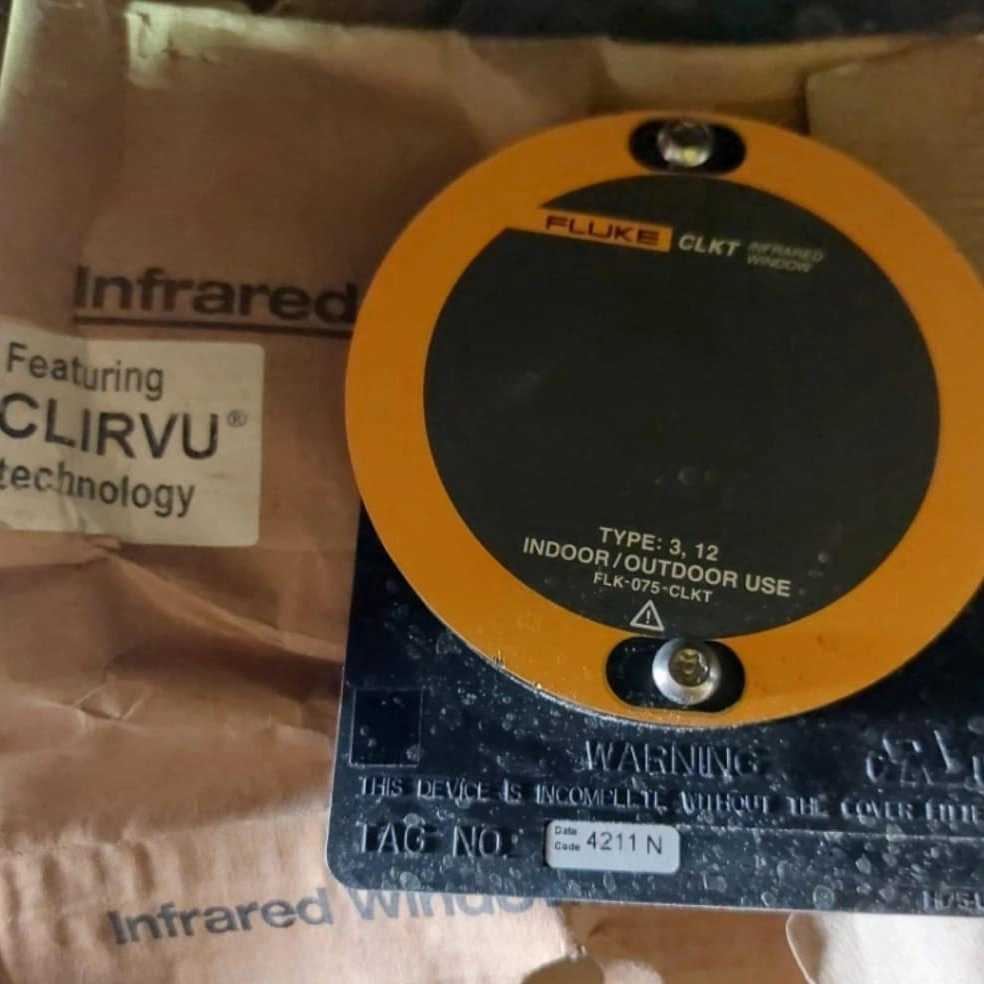 Infrared
Featuring
CLIRVU®
technology
FLUKE CLKT INFRARED
WINDOW
TYPE: 3, 12
INDOOR/OUTDOOR USE
FLK-075-CLKT
WARNING
THIS DEVICE IS INCOMPLETE WITHOUT THE COVER
TAG NO.
Date
Code 4211 N
Infrared